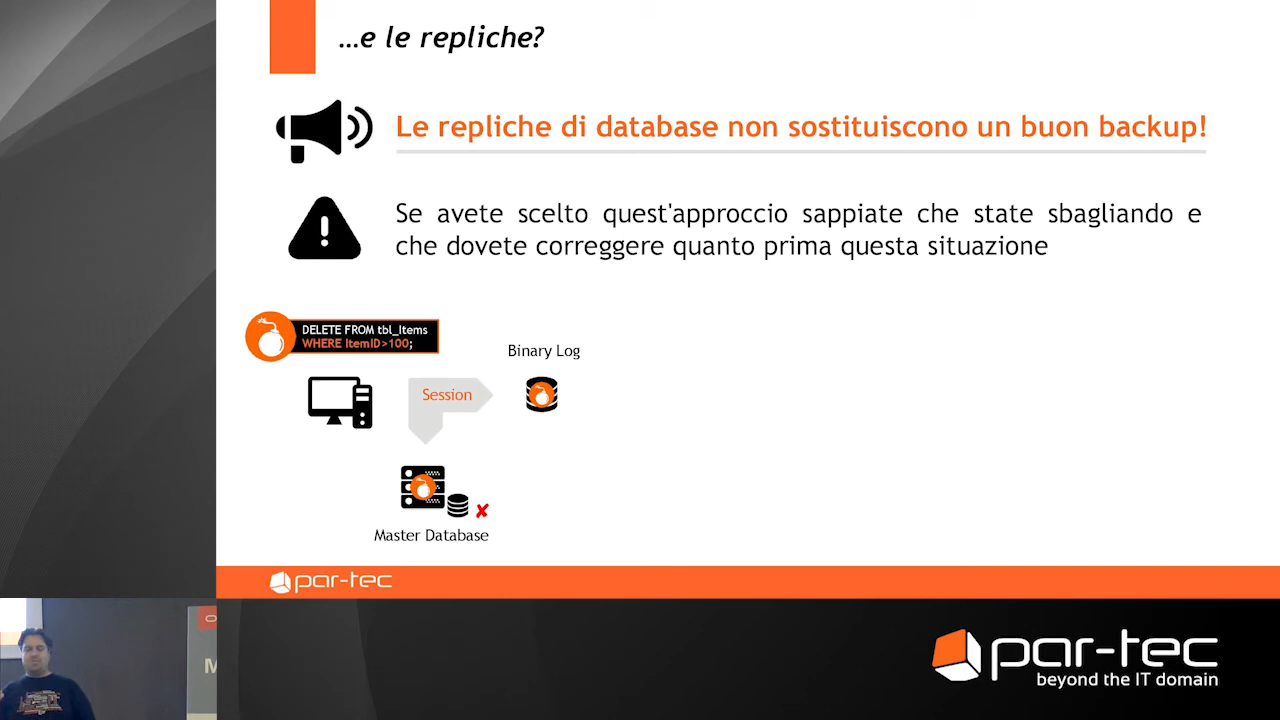 …e le repliche?
Le repliche di database non sostituiscono un buon backup!
Se avete scelto quest'approccio sappiate che state sbagliando e
che dovete correggere quanto prima questa situazione
DELETE FROM tbl_Items
WHERE ItemID>100;
Binary Log
Session
Master Database
par-tec
par-tec
beyond the IT domain